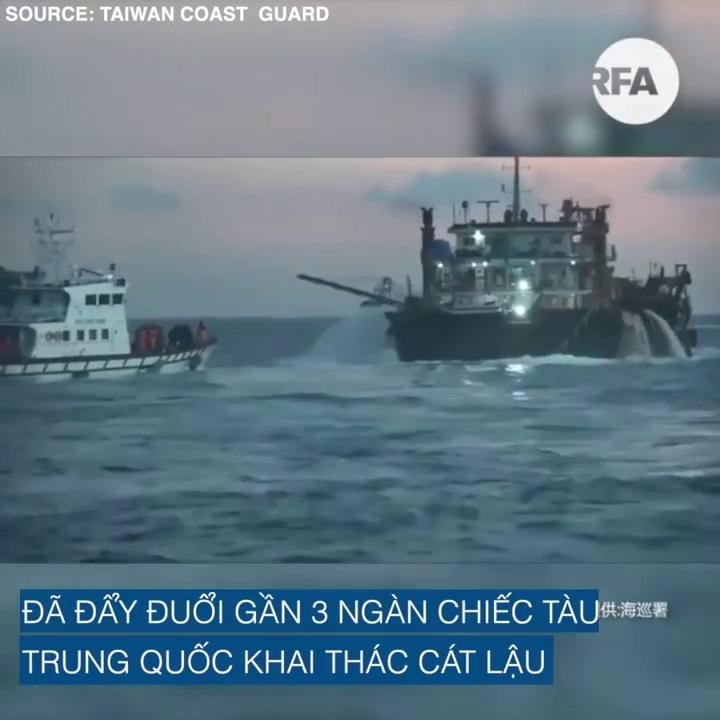 SOURCE: TAIWAN COAST GUARD
RFA
ĐÃ ĐẨY ĐUỔI GẦN 3 NGÀN CHIẾC TÀU
供:海巡署
TRUNG QUỐC KHAI THÁC CÁT LẬU